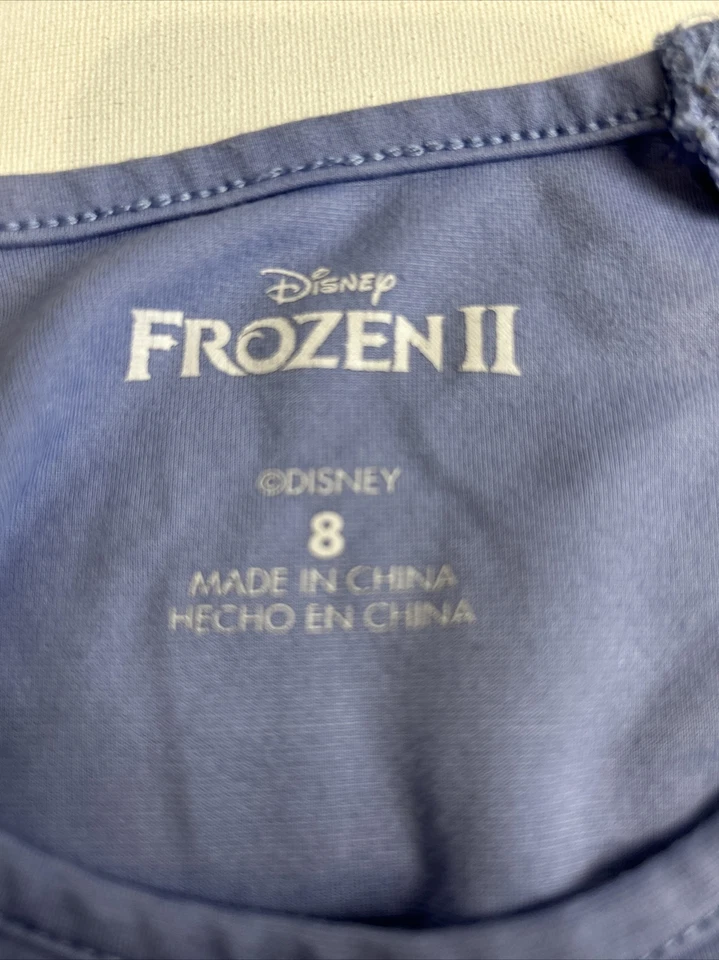 Disney
FROZEN II
©DISNEY
8
MADE IN CHINA
HECHO EN CHINA